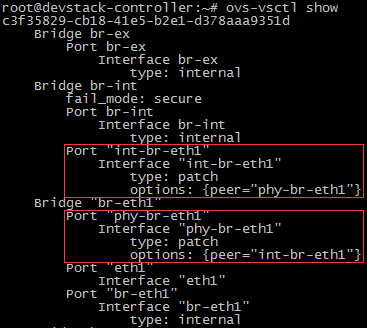 root@devstack-controller:~# ovs-vsctl show
c3f35829-cb18-41e5-b2e1-d378aaa9351d
Bridge br-ex
Port br-ex
Interface br-ex
type: internal
Bridge br-int
fail_mode: secure
Port br-int
Interface br-int
type: internal
Port "int-br-eth1"
Interface "int-br-eth1"
type: patch
options: {peer="phy-br-eth1"}
Bridge "br-eth1"
Port "phy-br-eth1"
Interface "phy-br-eth1"
type: patch
options: {peer="int-br-eth1"}
Port "eth1"
Interface "eth1"
Port "br-eth1"
Interface "br-eth1"
type: internal